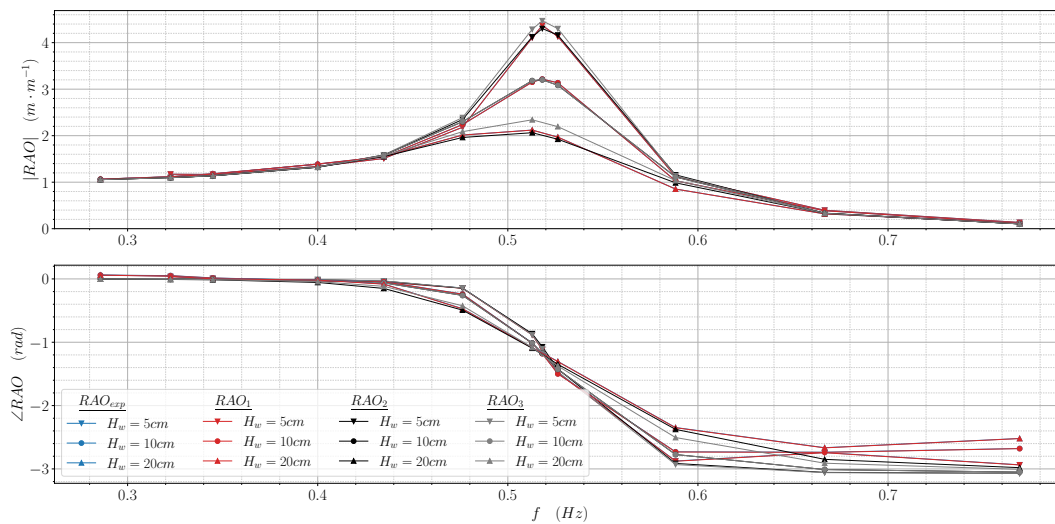 4
3
2
1
0
|RAO| (m · m⁻¹)
0.3 0.4 0.5 0.6 0.7
0
−1
−2
−3
∠RAO (rad)
RAO_exp RAO_1 RAO_2 RAO_3
H_w = 5cm H_w = 5cm H_w = 5cm H_w = 5cm
H_w = 10cm H_w = 10cm H_w = 10cm H_w = 10cm
H_w = 20cm H_w = 20cm H_w = 20cm H_w = 20cm
0.3 0.4 0.5 0.6 0.7
f (Hz)